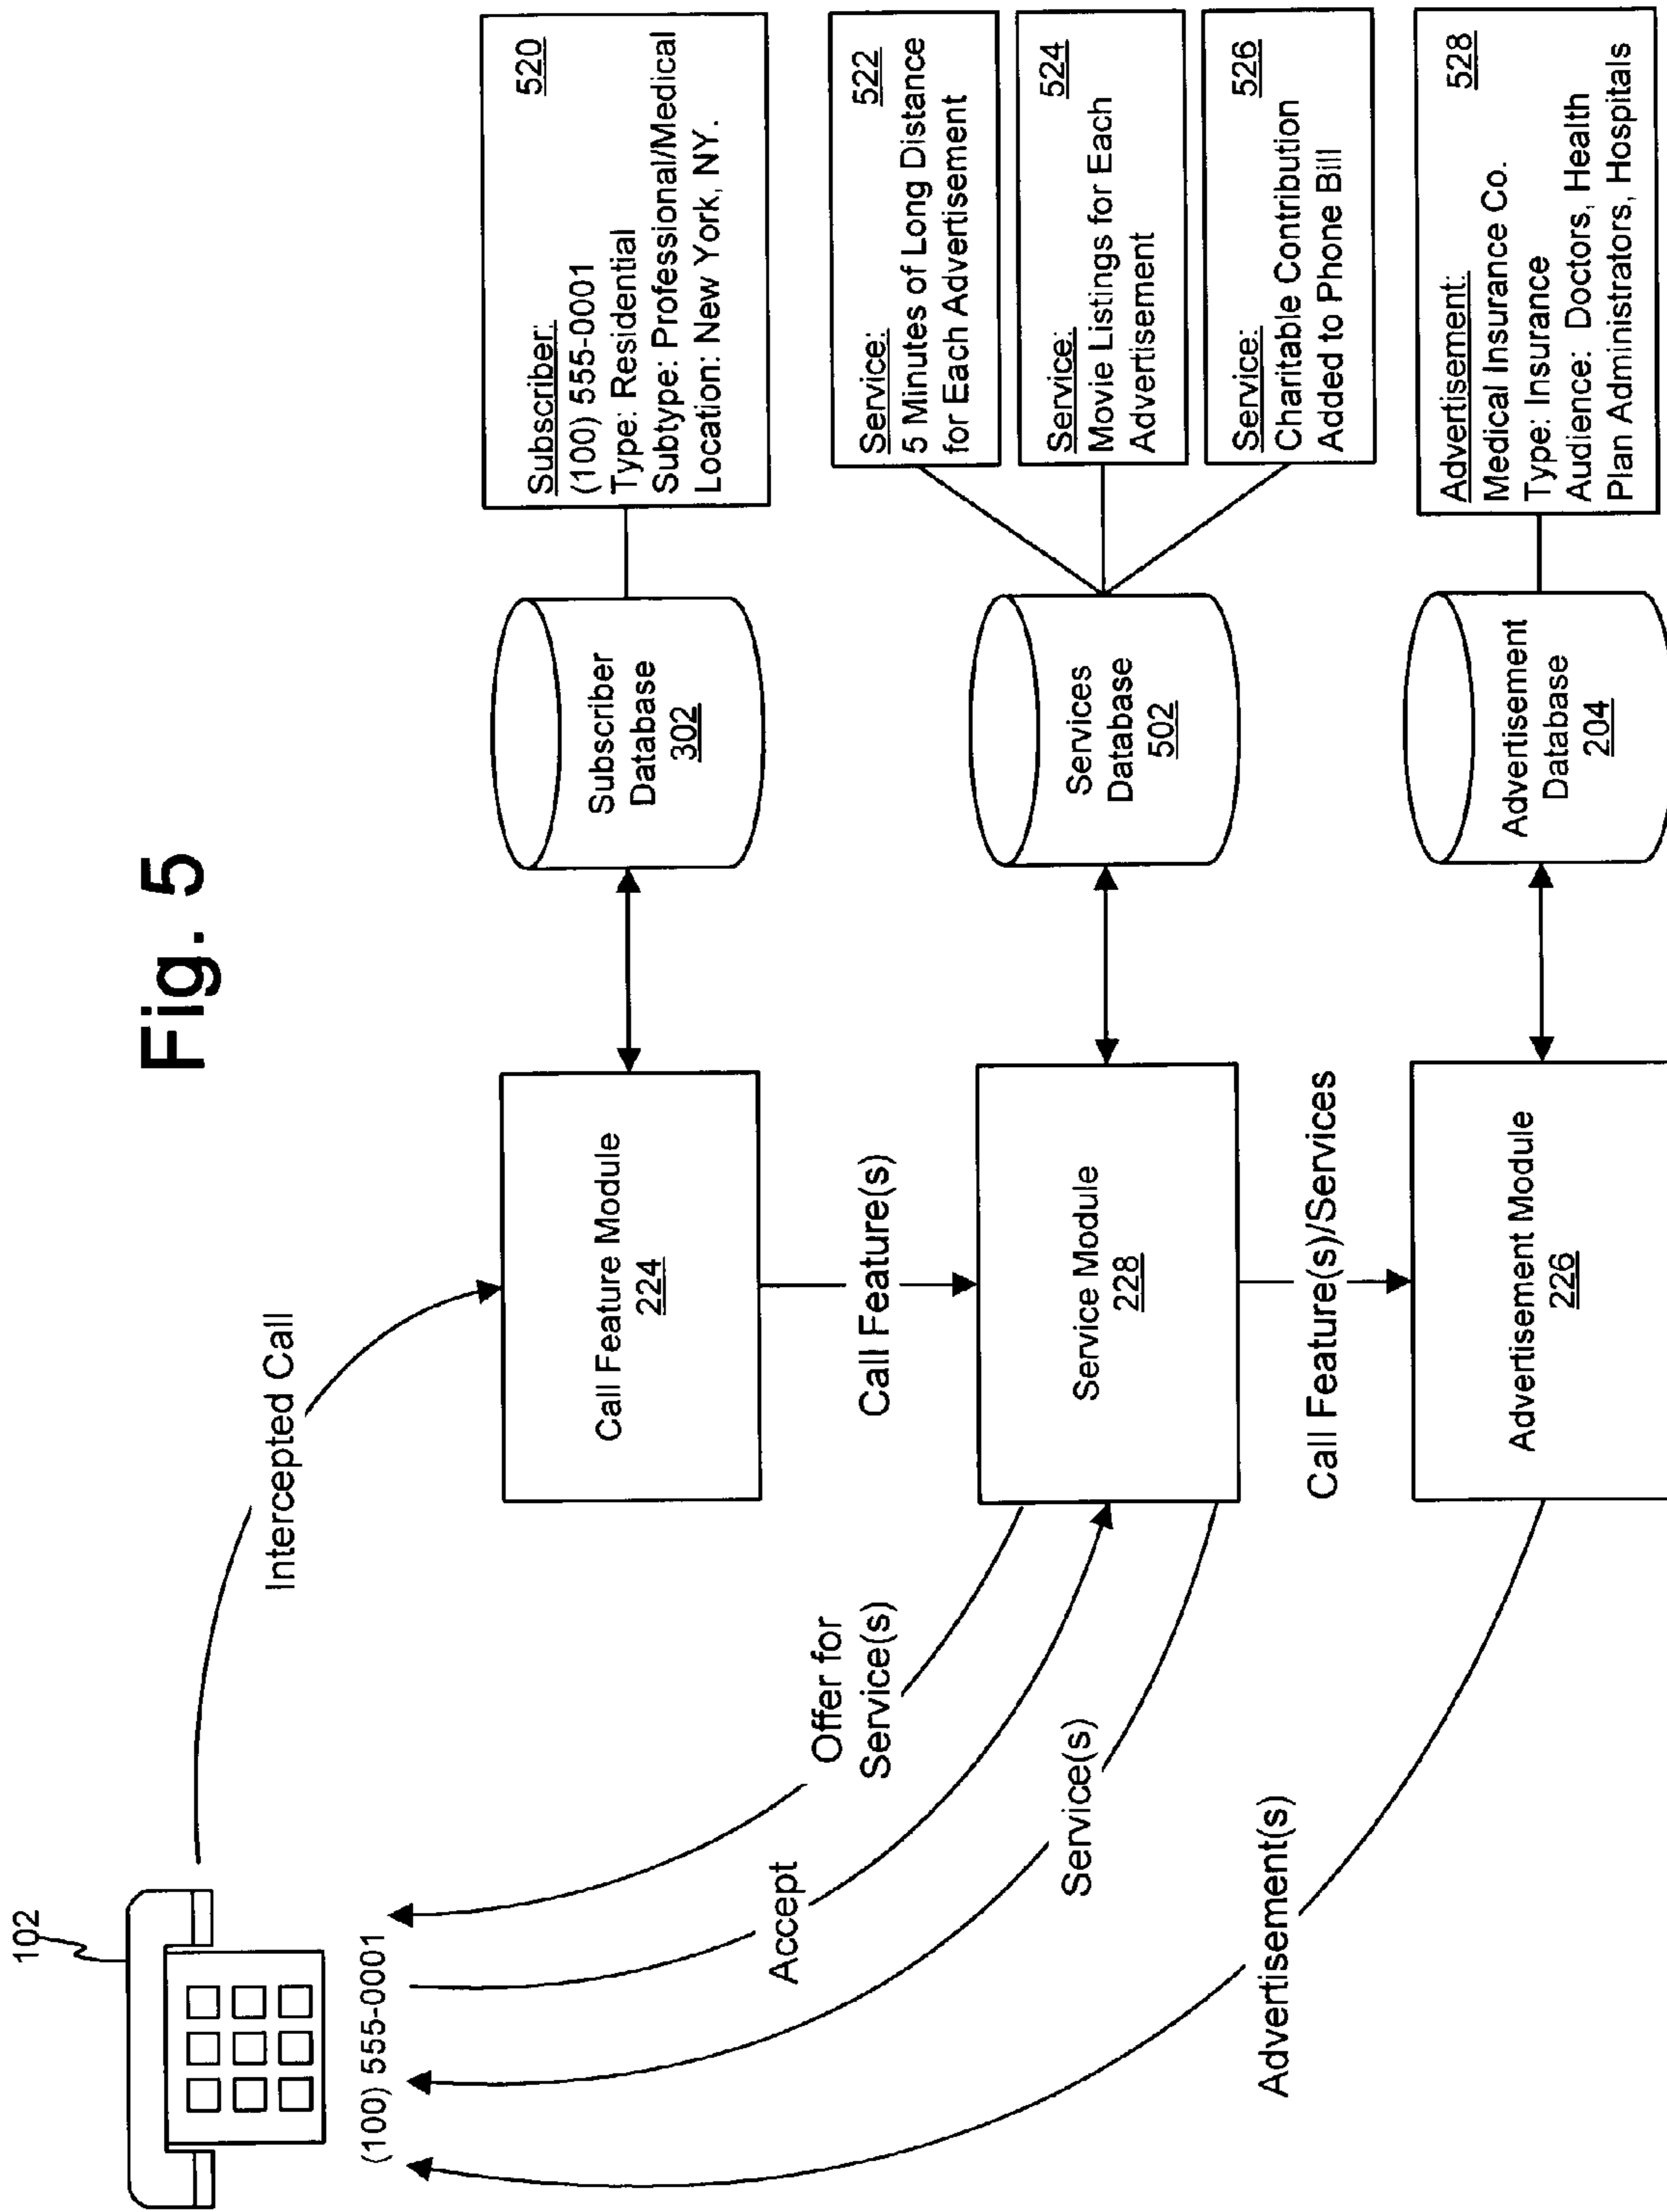 Fig. 5
102
(100) 555-0001
Intercepted Call
Offer for
Service(s)
Accept
Service(s)
Advertisement(s)
Call Feature Module
224
Call Feature(s)
Service Module
228
Call Feature(s)/Services
Advertisement Module
226
Subscriber
Database
302
Services
Database
502
Advertisement
Database
204
Subscriber: 520
(100) 555-0001
Type: Residential
Subtype: Professional/Medical
Location: New York, NY.
Service: 522
5 Minutes of Long Distance
for Each Advertisement
Service: 524
Movie Listings for Each
Advertisement
Service: 526
Charitable Contribution
Added to Phone Bill
Advertisement: 528
Medical Insurance Co.
Type: Insurance
Audience: Doctors, Health
Plan Administrators, Hospitals